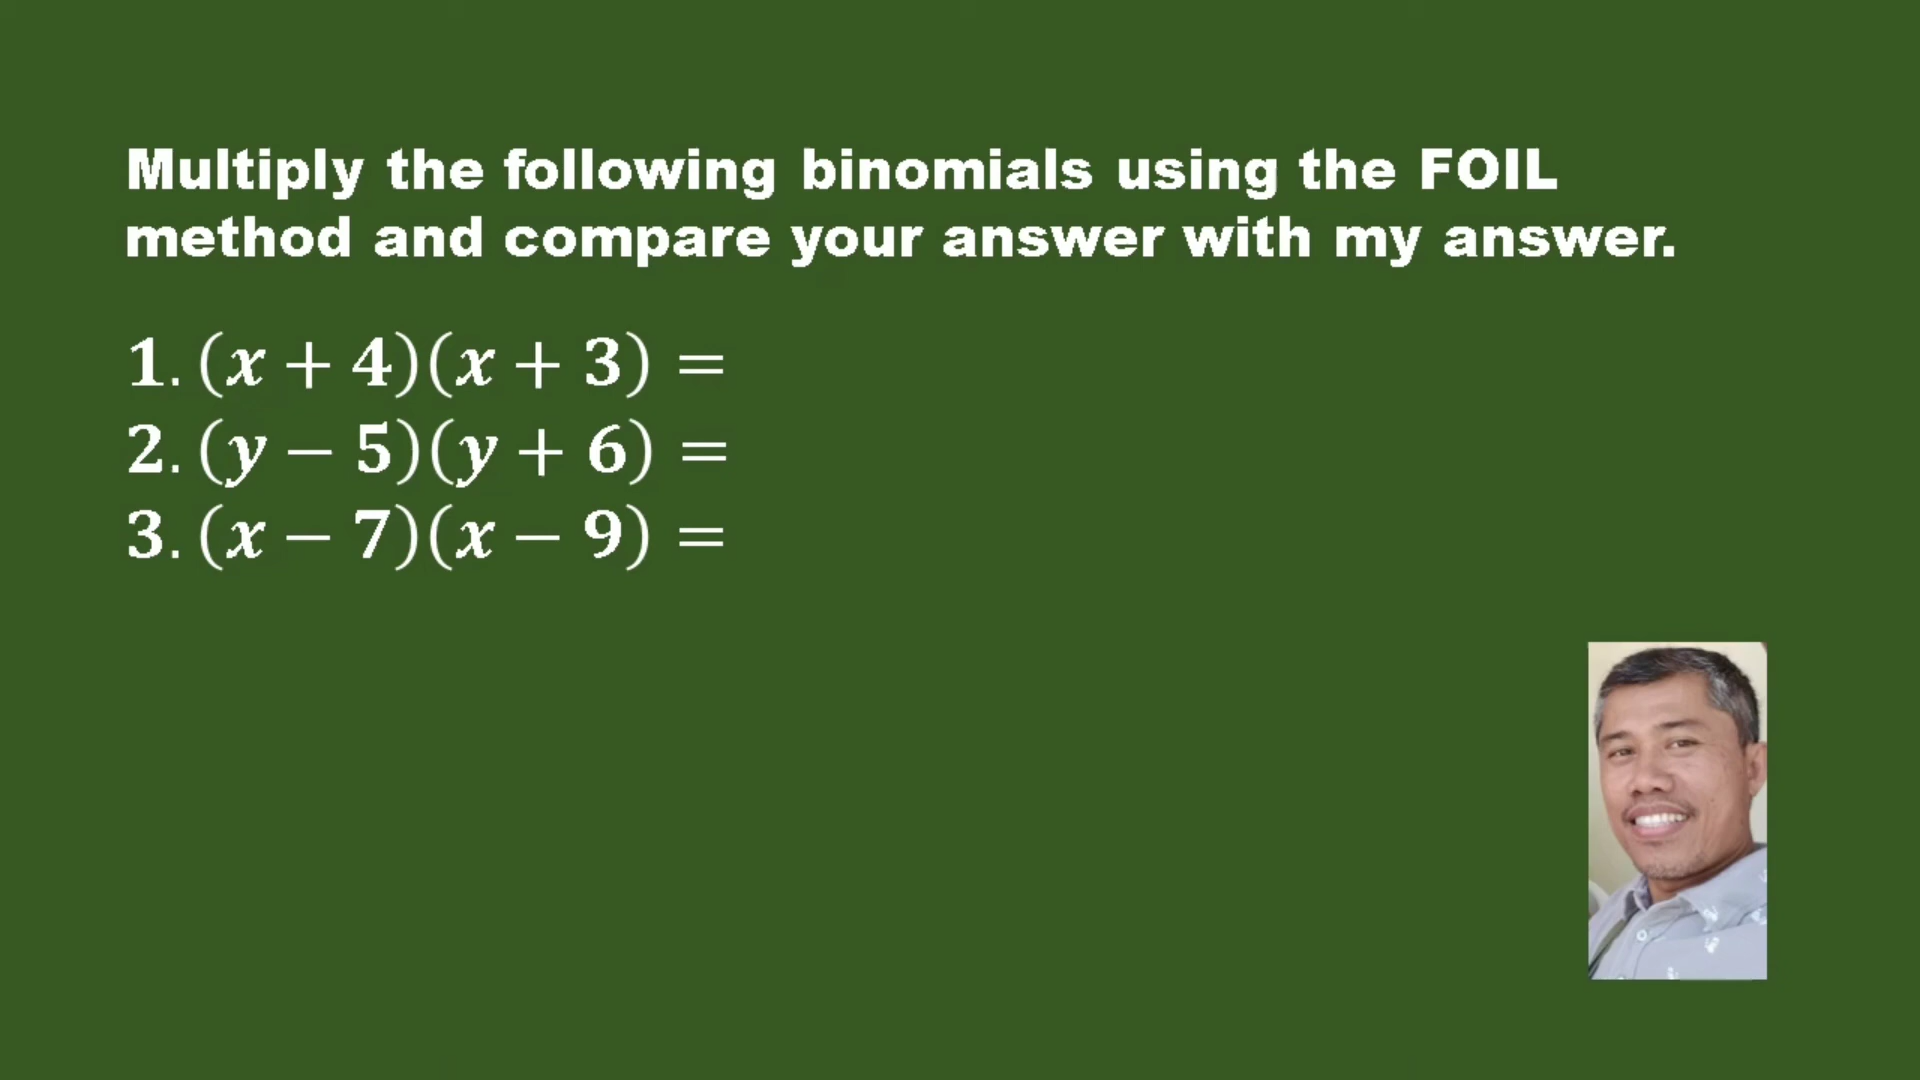 Multiply the following binomials using the FOIL
method and compare your answer with my answer.
1. (x + 4)(x + 3) =
2. (y − 5)(y + 6) =
3. (x − 7)(x − 9) =